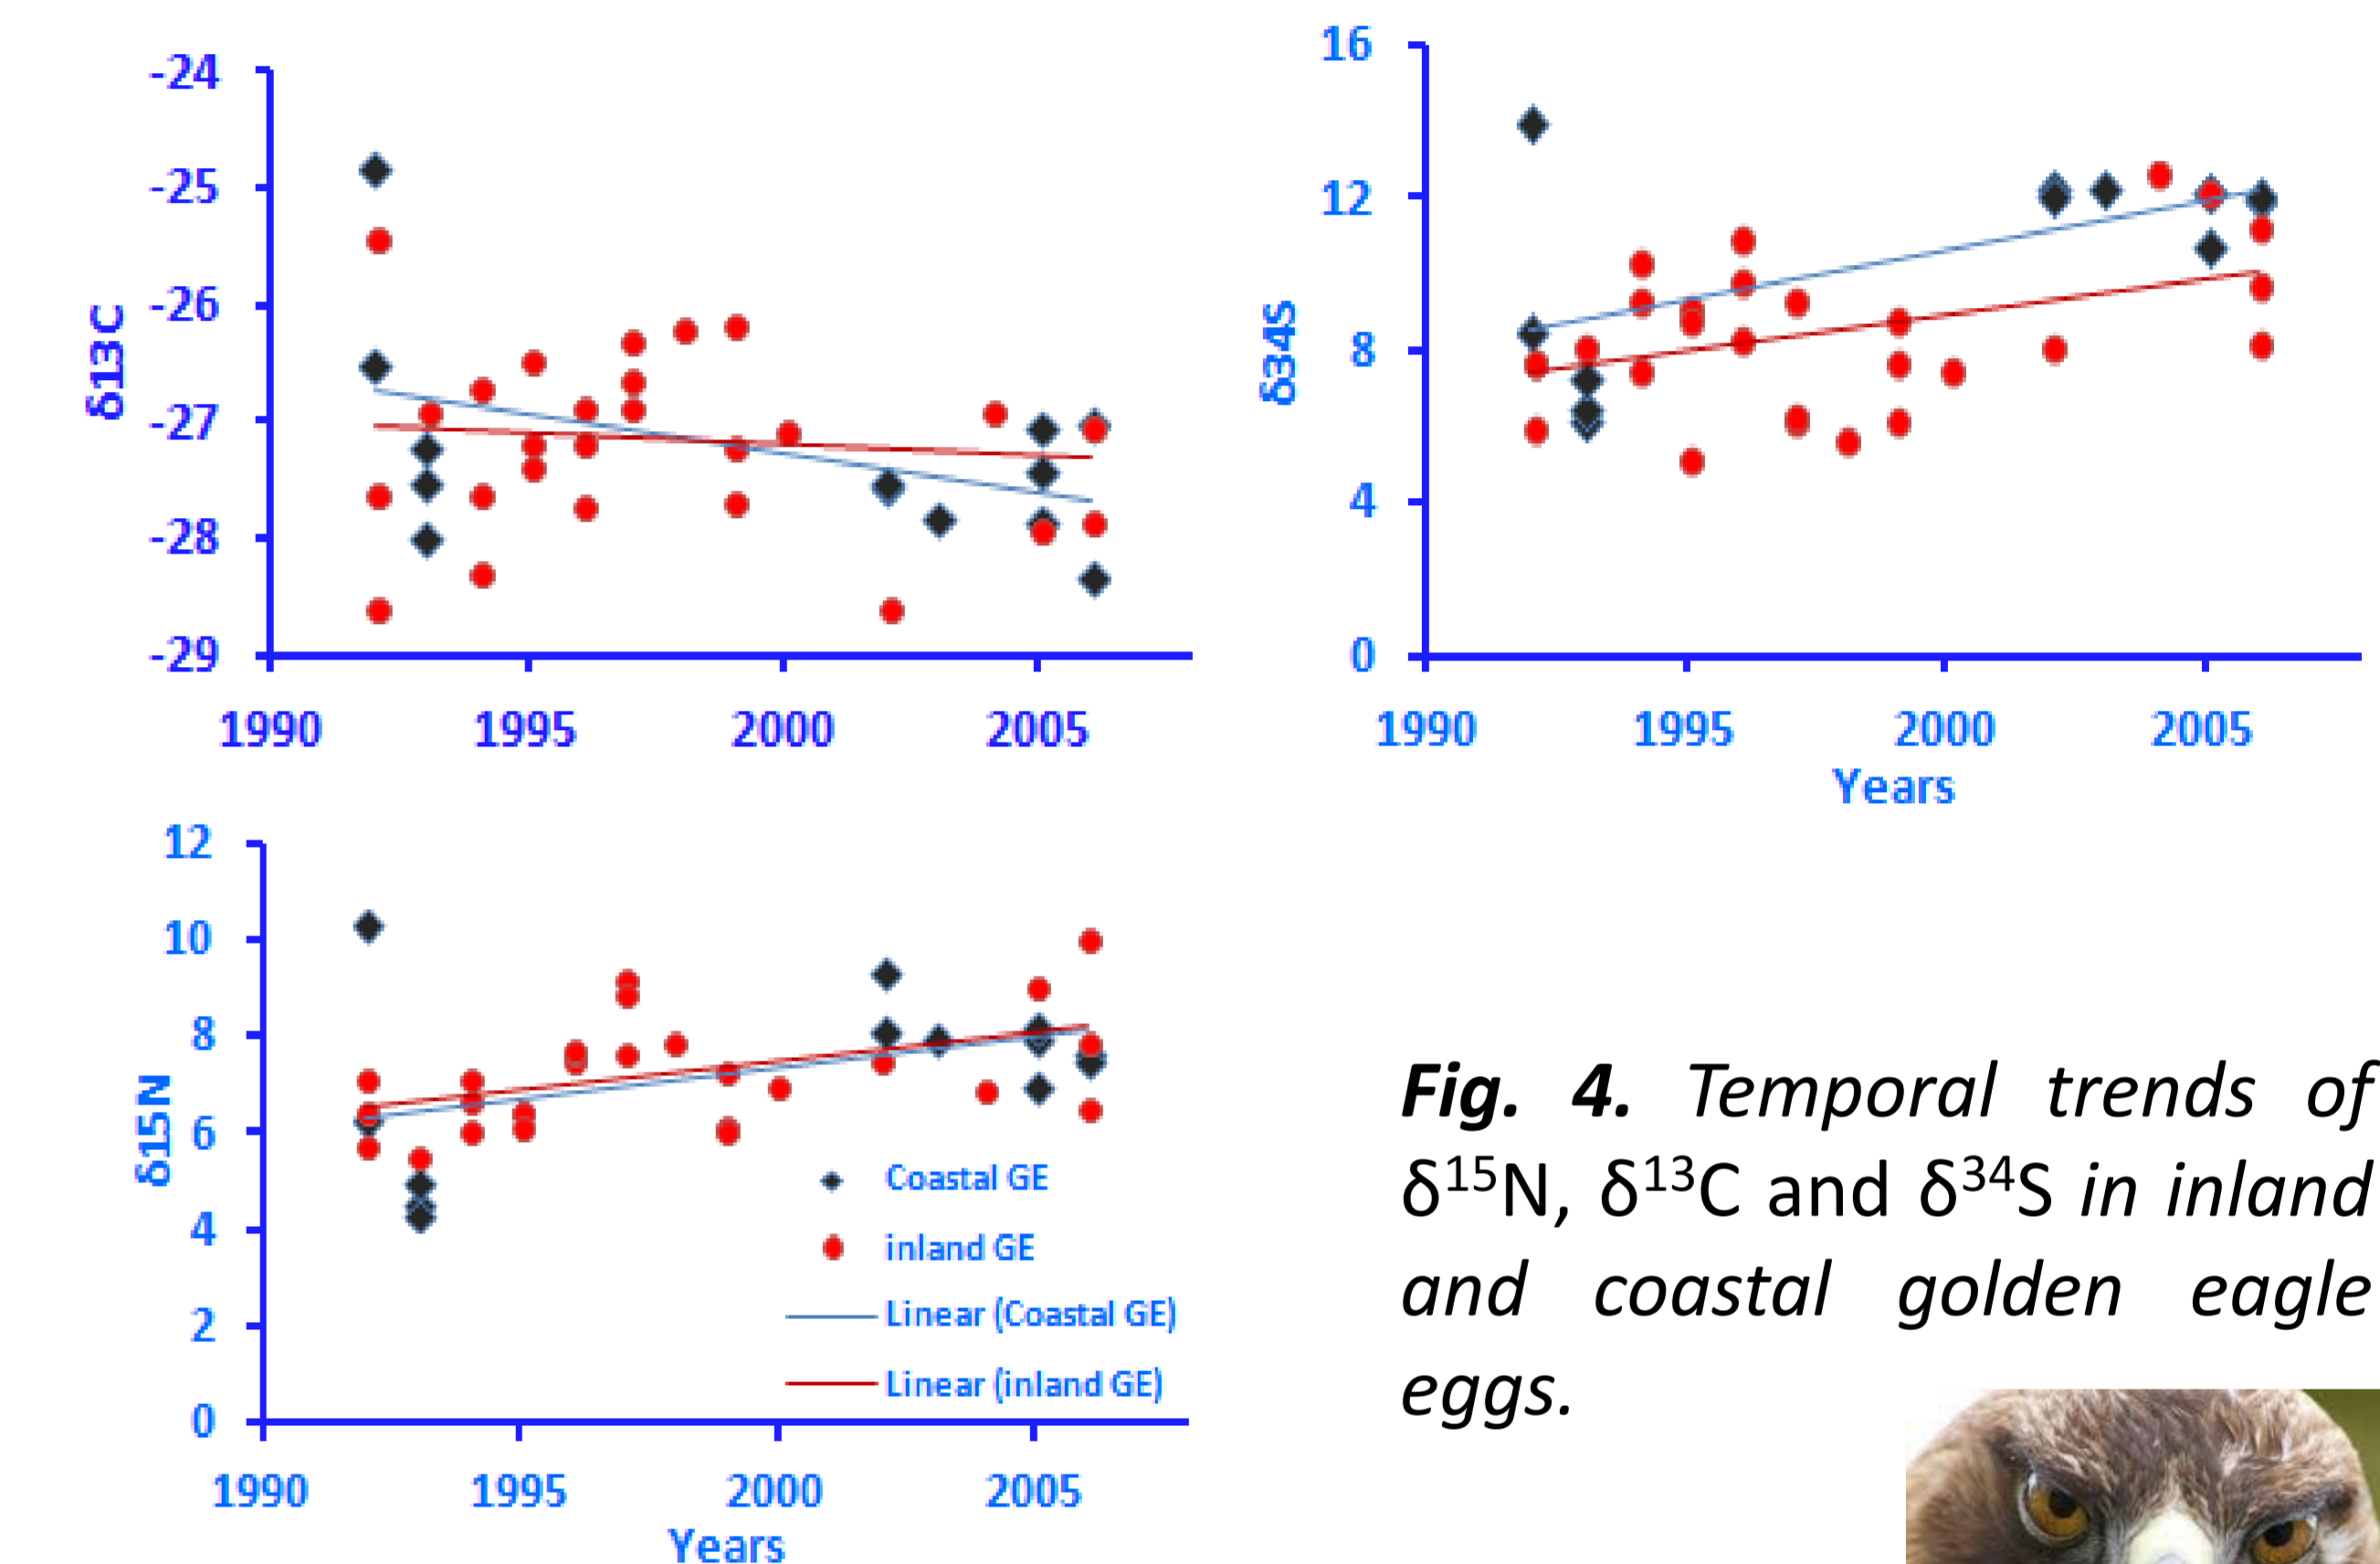 -24
-25
-26
-27
-28
-29
δ13C
1990 1995 2000 2005
16
12
8
4
0
δ34S
1990 1995 2000 2005
Years
12
10
8
6
4
2
0
δ15N
Coastal GE
inland GE
Linear (Coastal GE)
Linear (inland GE)
1990 1995 2000 2005
Years
Fig. 4. Temporal trends of
δ¹⁵N, δ¹³C and δ³⁴S in inland
and coastal golden eagle
eggs.